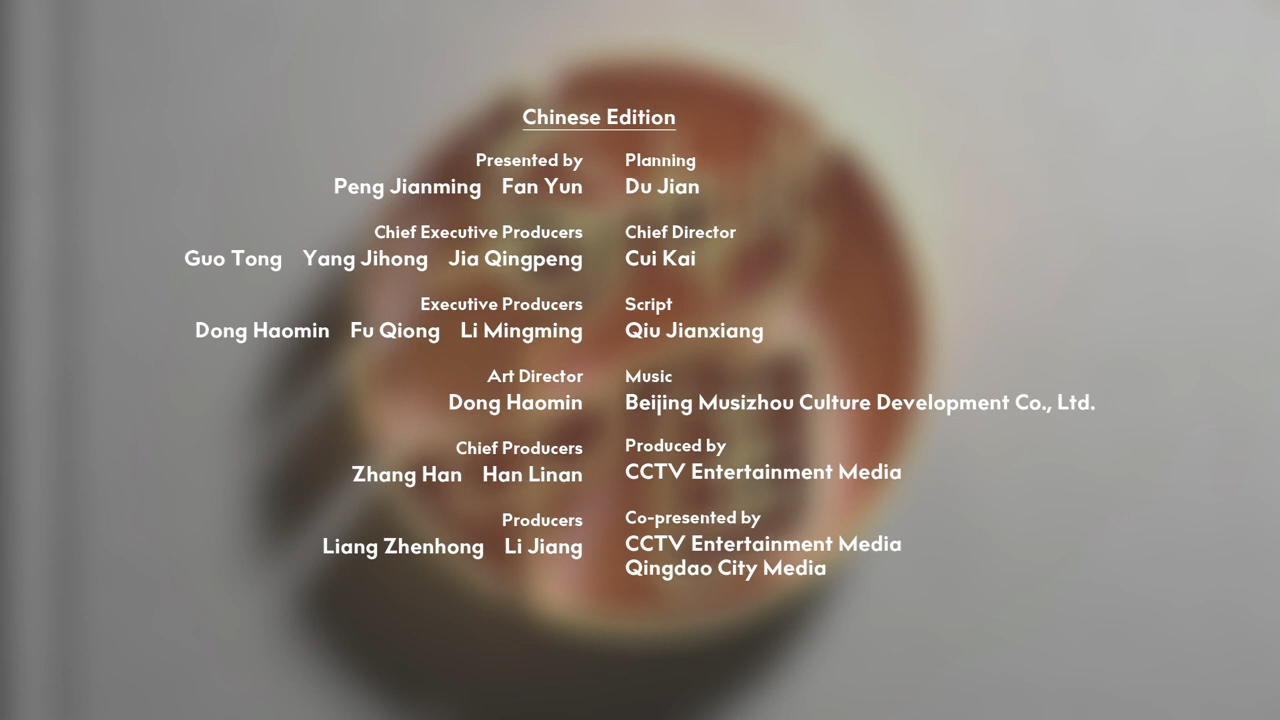 Chinese Edition
Presented by
Peng Jianming Fan Yun
Planning
Du Jian
Chief Executive Producers
Guo Tong Yang Jihong Jia Qingpeng
Chief Director
Cui Kai
Executive Producers
Dong Haomin Fu Qiong Li Mingming
Script
Qiu Jianxiang
Art Director
Dong Haomin
Music
Beijing Musizhou Culture Development Co., Ltd.
Chief Producers
Zhang Han Han Linan
Produced by
CCTV Entertainment Media
Producers
Liang Zhenhong Li Jiang
Co-presented by
CCTV Entertainment Media
Qingdao City Media